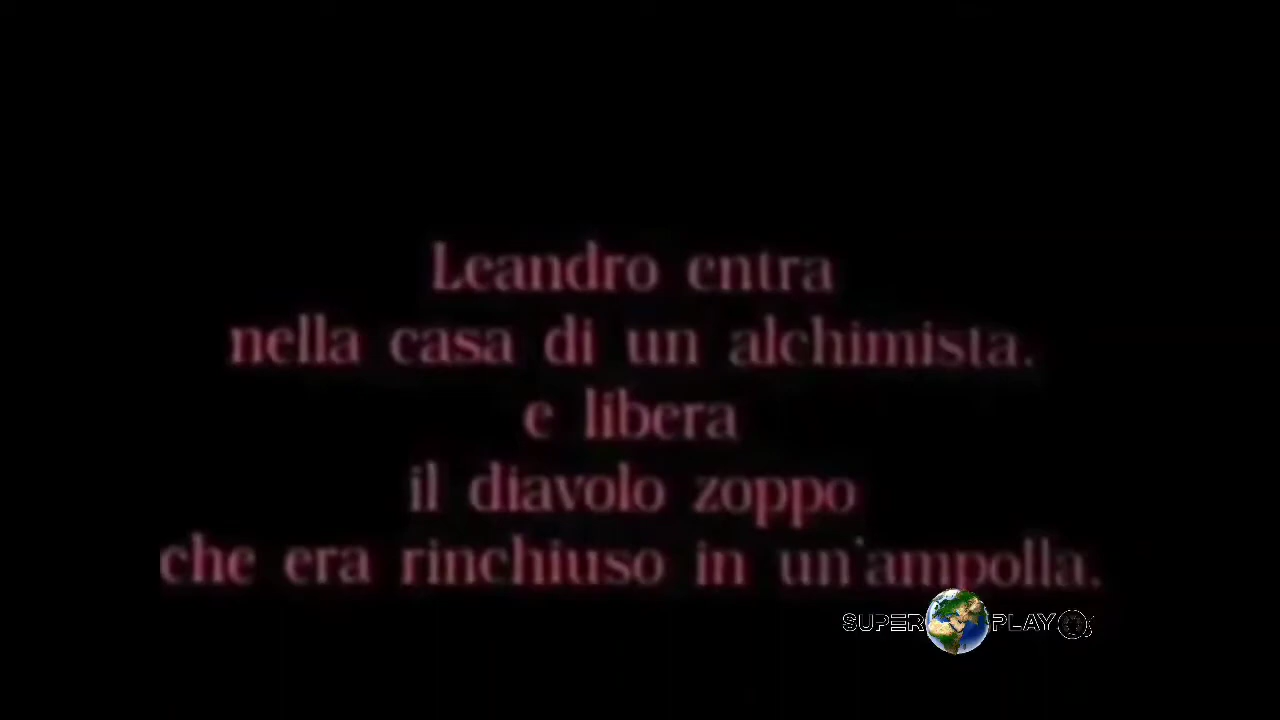 Leandro entra
nella casa di un alchimista.
e libera
il diavolo zoppo
che era rinchiuso in un'ampolla.
SUPER PLAY